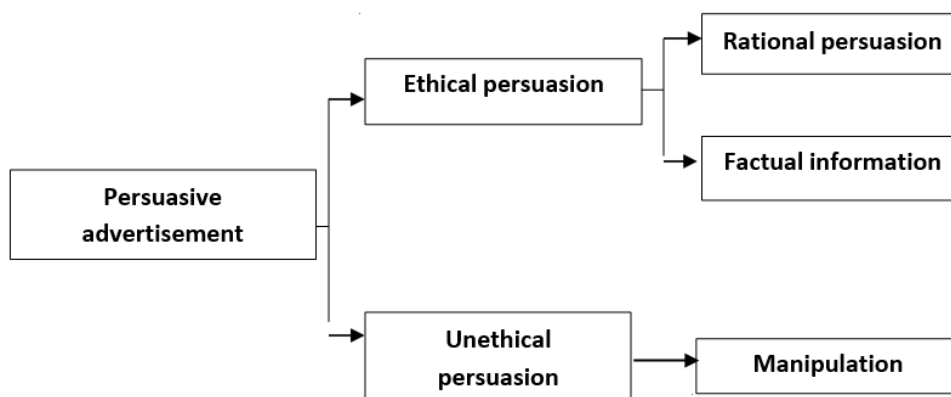 Rational persuasion
Ethical persuasion
Factual information
Persuasive
advertisement
Unethical
persuasion
Manipulation